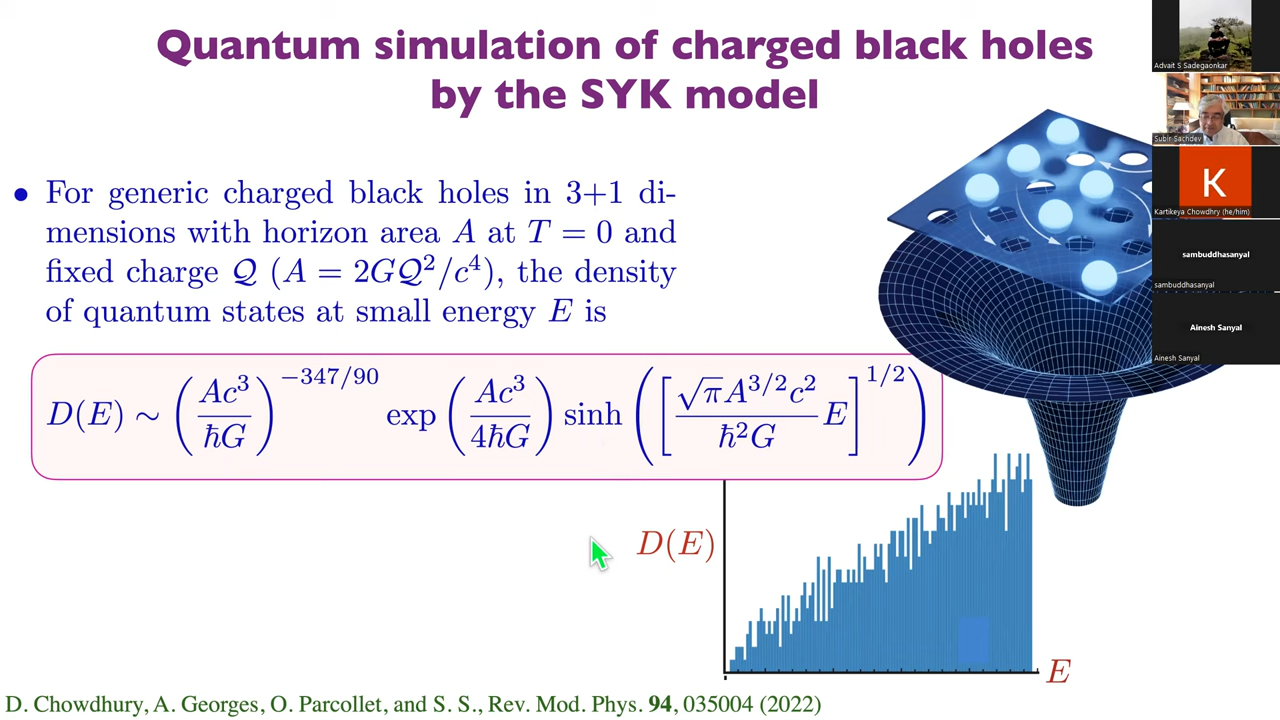 Quantum simulation of charged black holes
by the SYK model
• For generic charged black holes in 3+1 di-
mensions with horizon area A at T = 0 and
fixed charge 𝒬 (A = 2G𝒬²/c⁴), the density
of quantum states at small energy E is
D(E) ∼ (Ac³/ħG)^{−347/90} exp (Ac³/4ħG) sinh ([√π A^{3/2}c²/ħ²G E]^{1/2})
D(E)
E
D. Chowdhury, A. Georges, O. Parcollet, and S. S., Rev. Mod. Phys. 94, 035004 (2022)
Advait S Sadegaonkar
Subir Sachdev
K
Kartikeya Chowdhry (he/him)
sambuddhasanyal
sambuddhasanyal
Ainesh Sanyal
Ainesh Sanyal